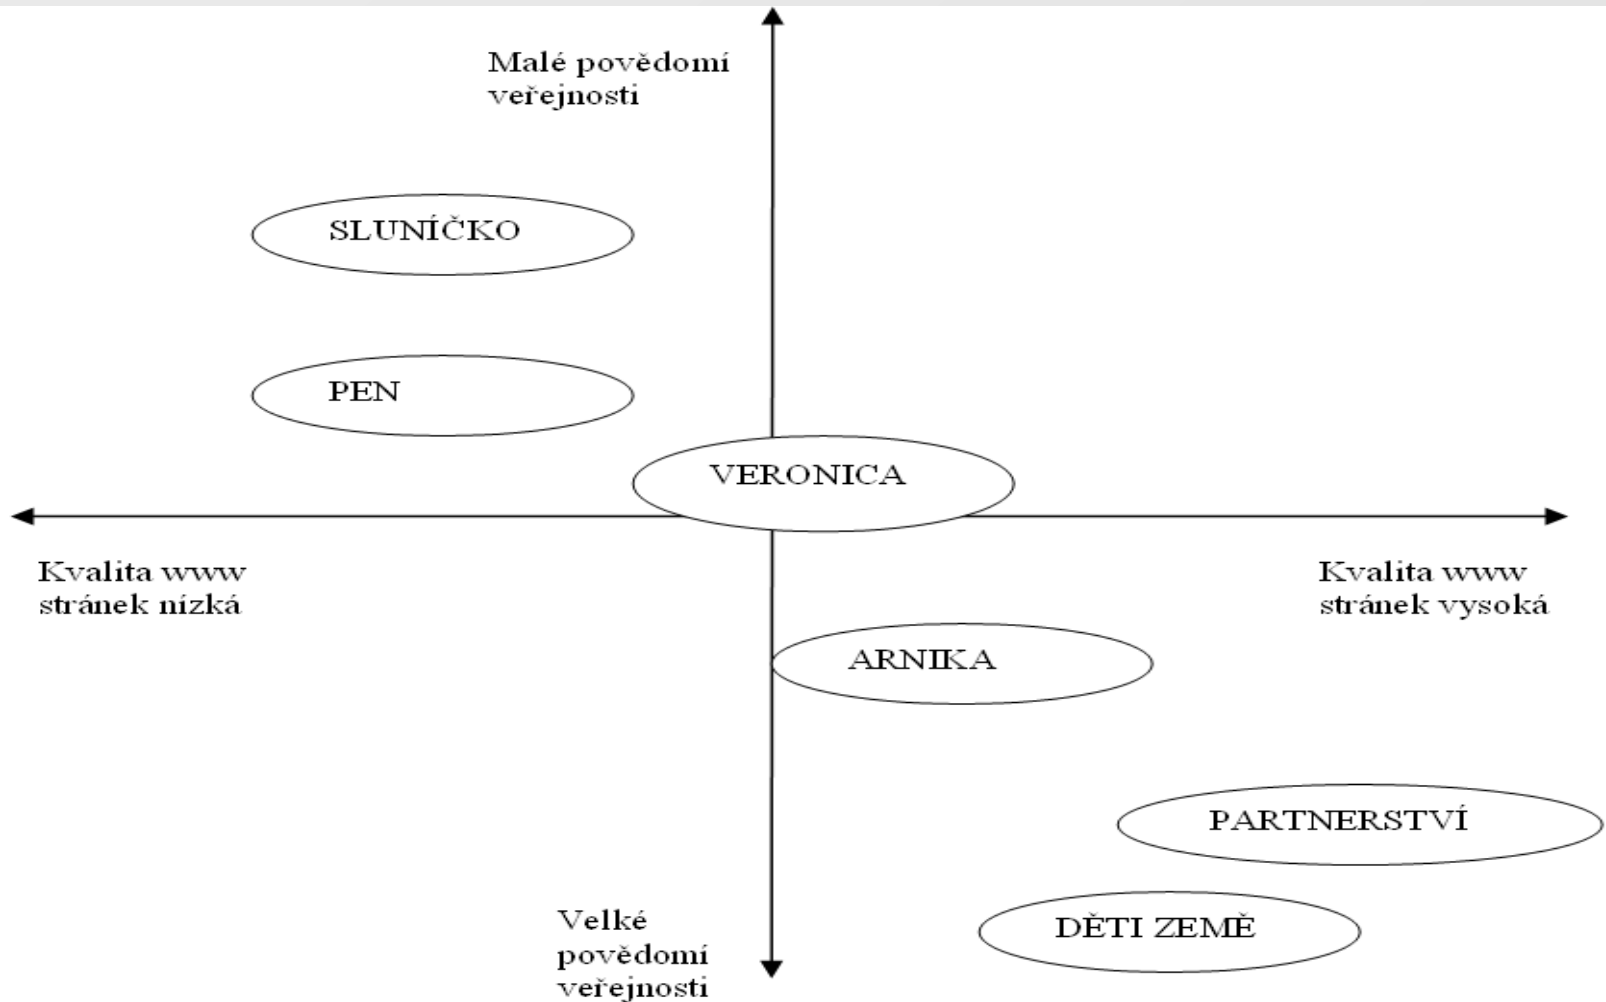 Malé povědomí
veřejnosti
SLUNÍČKO
PEN
VERONICA
Kvalita www
stránek nízká
Kvalita www
stránek vysoká
ARNIKA
PARTNERSTVÍ
DĚTI ZEMĚ
Velké
povědomí
veřejnosti